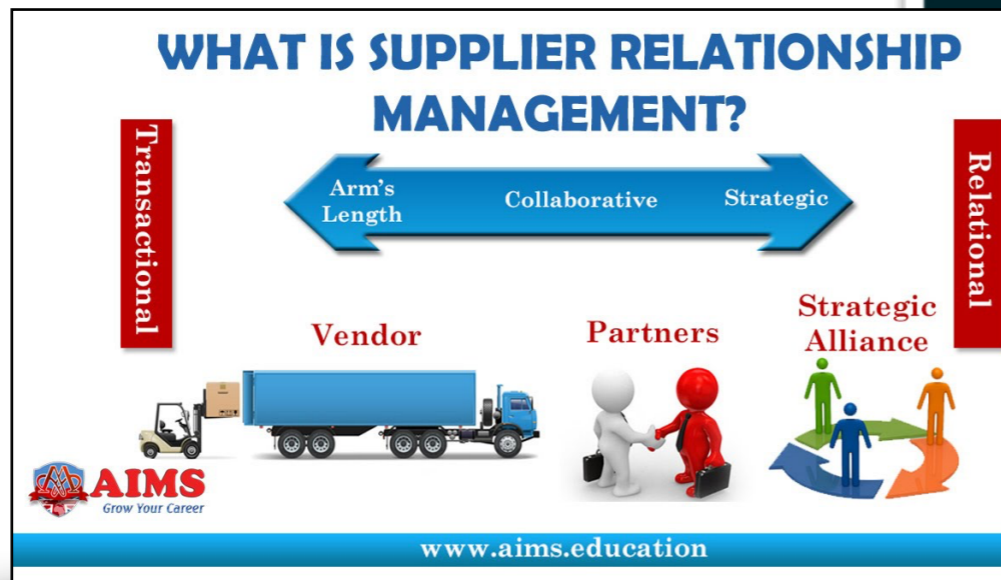 WHAT IS SUPPLIER RELATIONSHIP
MANAGEMENT?
Transactional
Arm's
Length
Collaborative
Strategic
Relational
Vendor
Partners
Strategic
Alliance
AIMS
Grow Your Career
www.aims.education